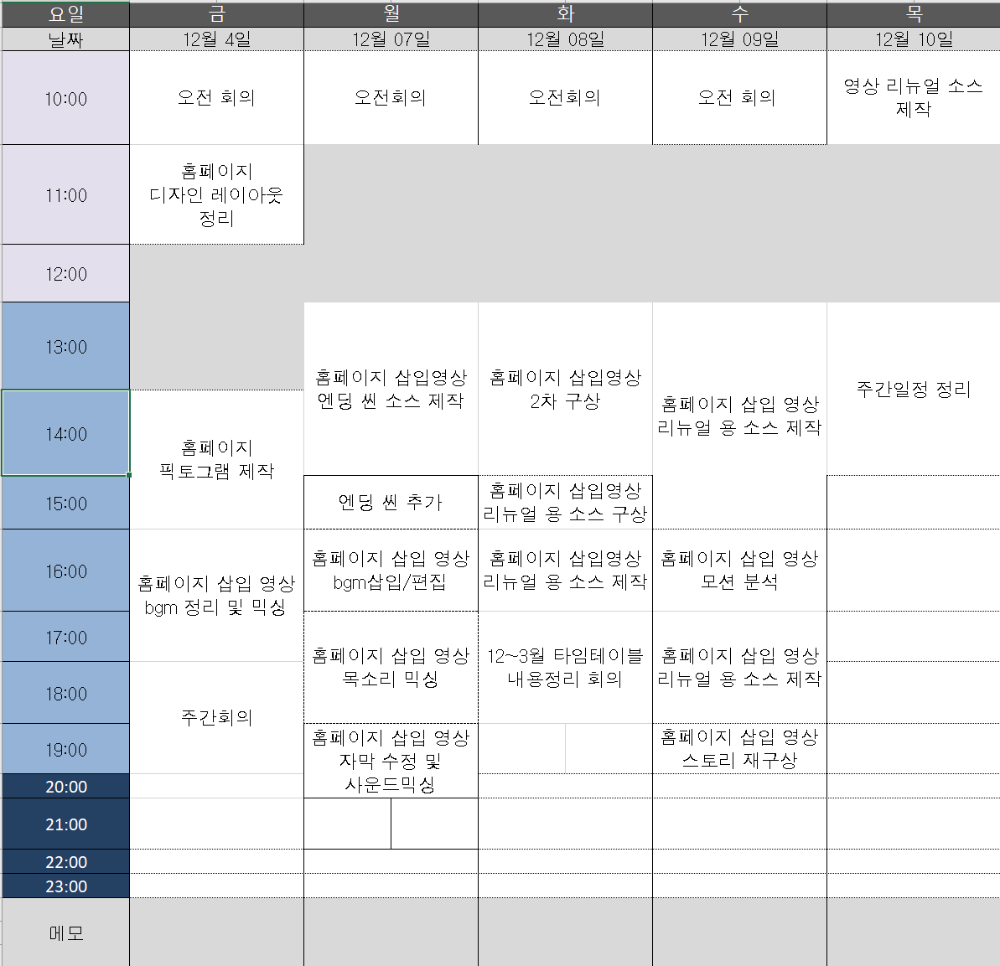 요일 금 월 화 수 목
날짜 12월 4일 12월 07일 12월 08일 12월 09일 12월 10일
10:00 오전 회의 오전회의 오전회의 오전 회의 영상 리뉴얼 소스
제작
11:00 홈페이지
디자인 레이아웃
정리
12:00
13:00
홈페이지 삽입영상
엔딩 씬 소스 제작
홈페이지 삽입영상
2차 구상
홈페이지 삽입 영상
리뉴얼 용 소스 제작
주간일정 정리
14:00
홈페이지
픽토그램 제작
15:00
엔딩 씬 추가
홈페이지 삽입영상
리뉴얼 용 소스 구상
16:00
홈페이지 삽입 영상
bgm 정리 및 믹싱
홈페이지 삽입 영상
bgm삽입/편집
홈페이지 삽입영상
리뉴얼 용 소스 제작
홈페이지 삽입 영상
모션 분석
17:00
홈페이지 삽입 영상
목소리 믹싱
12~3월 타임테이블
내용정리 회의
홈페이지 삽입 영상
리뉴얼 용 소스 제작
18:00
주간회의
19:00
홈페이지 삽입 영상
자막 수정 및
사운드믹싱
홈페이지 삽입 영상
스토리 재구상
20:00
21:00
22:00
23:00
메모